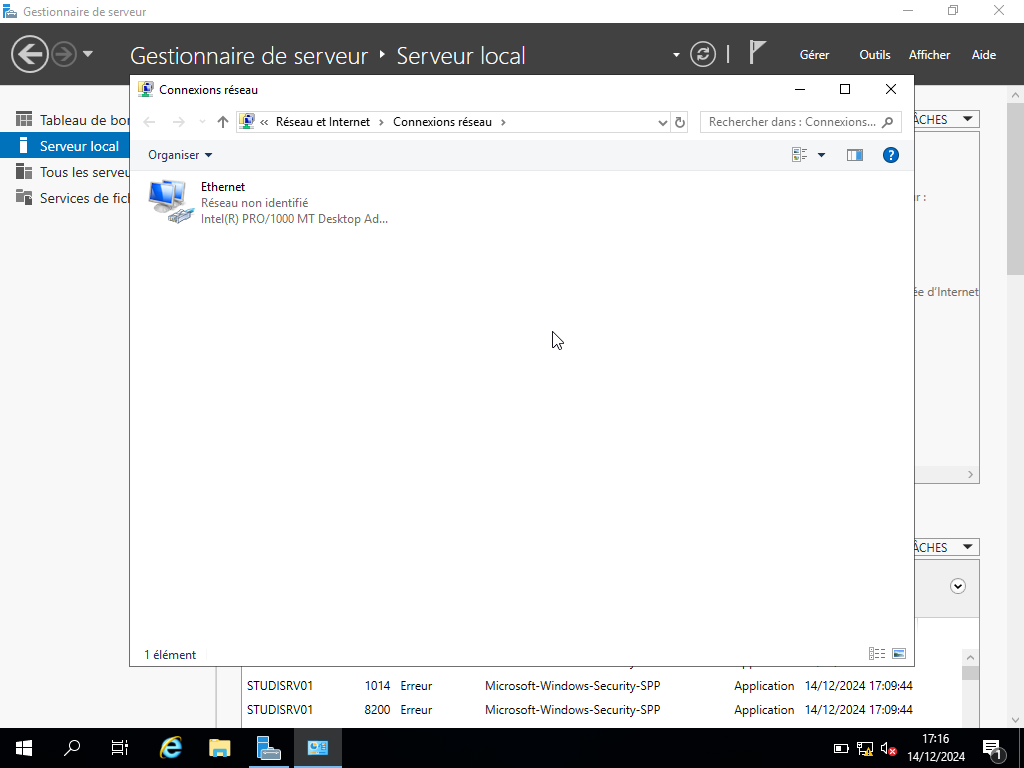 Gestionnaire de serveur
Gestionnaire de serveur ‣ Serveur local
Gérer Outils Afficher Aide
Connexions réseau
« Réseau et Internet > Connexions réseau >
Rechercher dans : Connexions...
Organiser
Tableau de bor
Serveur local
Tous les serveu
Services de fich
Ethernet
Réseau non identifié
Intel(R) PRO/1000 MT Desktop Ad...
1 élément
ÂCHES
r :
ée d'Internet
ÂCHES
STUDISRV01 1014 Erreur Microsoft-Windows-Security-SPP Application 14/12/2024 17:09:44
STUDISRV01 8200 Erreur Microsoft-Windows-Security-SPP Application 14/12/2024 17:09:44
17:16
14/12/2024
1